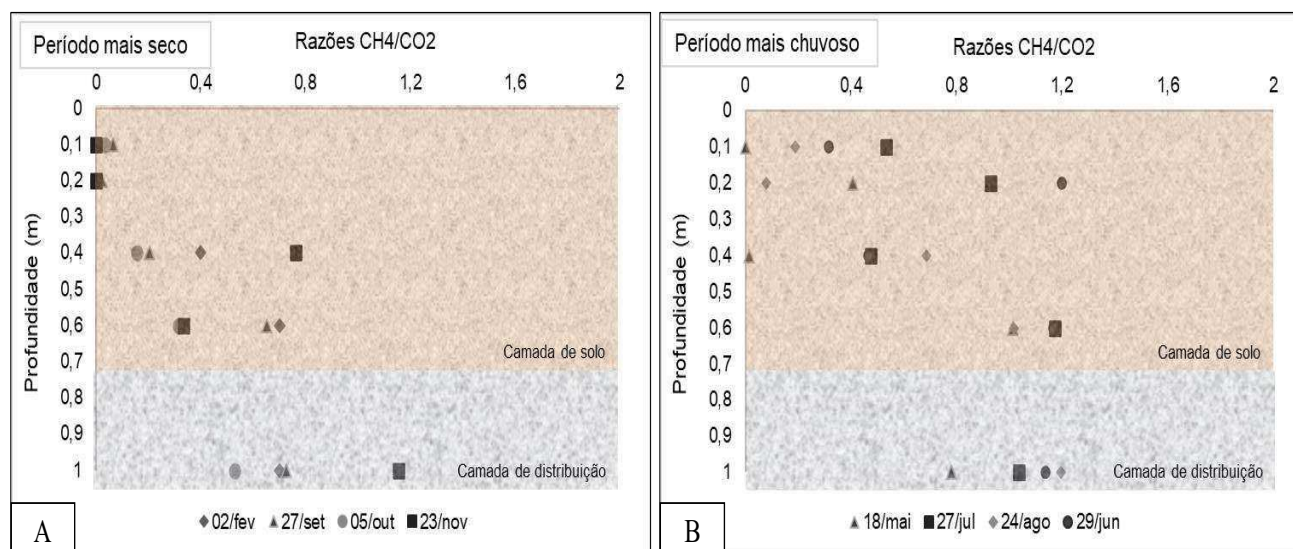 Período mais seco
Razões CH4/CO2
0 0,4 0,8 1,2 1,6 2
Profundidade (m)
0
0,1
0,2
0,3
0,4
0,5
0,6
0,7
0,8
0,9
1
Camada de solo
Camada de distribuição
02/fev 27/set 05/out 23/nov
A
Período mais chuvoso
Razões CH4/CO2
0 0,4 0,8 1,2 1,6 2
Profundidade (m)
0
0,1
0,2
0,3
0,4
0,5
0,6
0,7
0,8
0,9
1
Camada de solo
Camada de distribuição
18/mai 27/jul 24/ago 29/jun
B